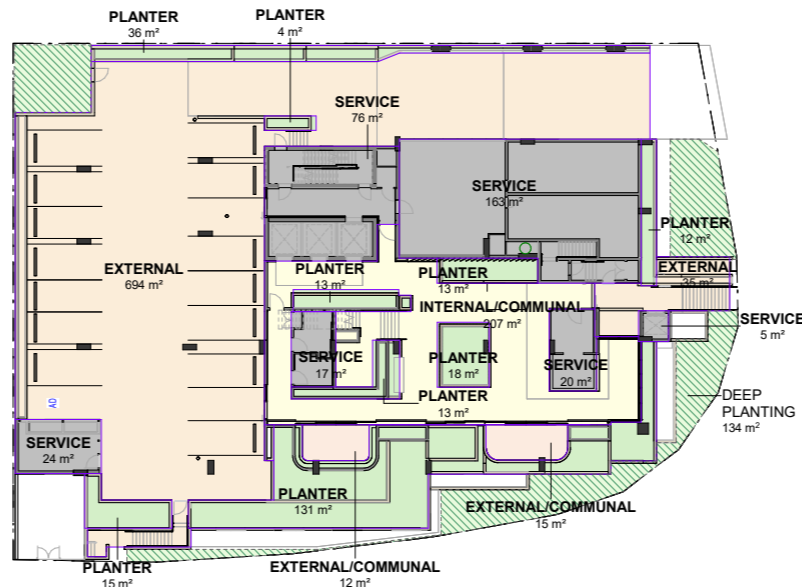 PLANTER
36 m²
PLANTER
4 m²
SERVICE
76 m²
SERVICE
163 m²
PLANTER
12 m²
EXTERNAL
694 m²
PLANTER
13 m²
PLANTER
13 m²
EXTERNAL
35 m²
INTERNAL/COMMUNAL
207 m²
SERVICE
5 m²
SERVICE
17 m²
PLANTER
18 m²
SERVICE
20 m²
PLANTER
13 m²
DEEP
PLANTING
134 m²
AO
SERVICE
24 m²
PLANTER
131 m²
EXTERNAL/COMMUNAL
15 m²
PLANTER
15 m²
EXTERNAL/COMMUNAL
12 m²